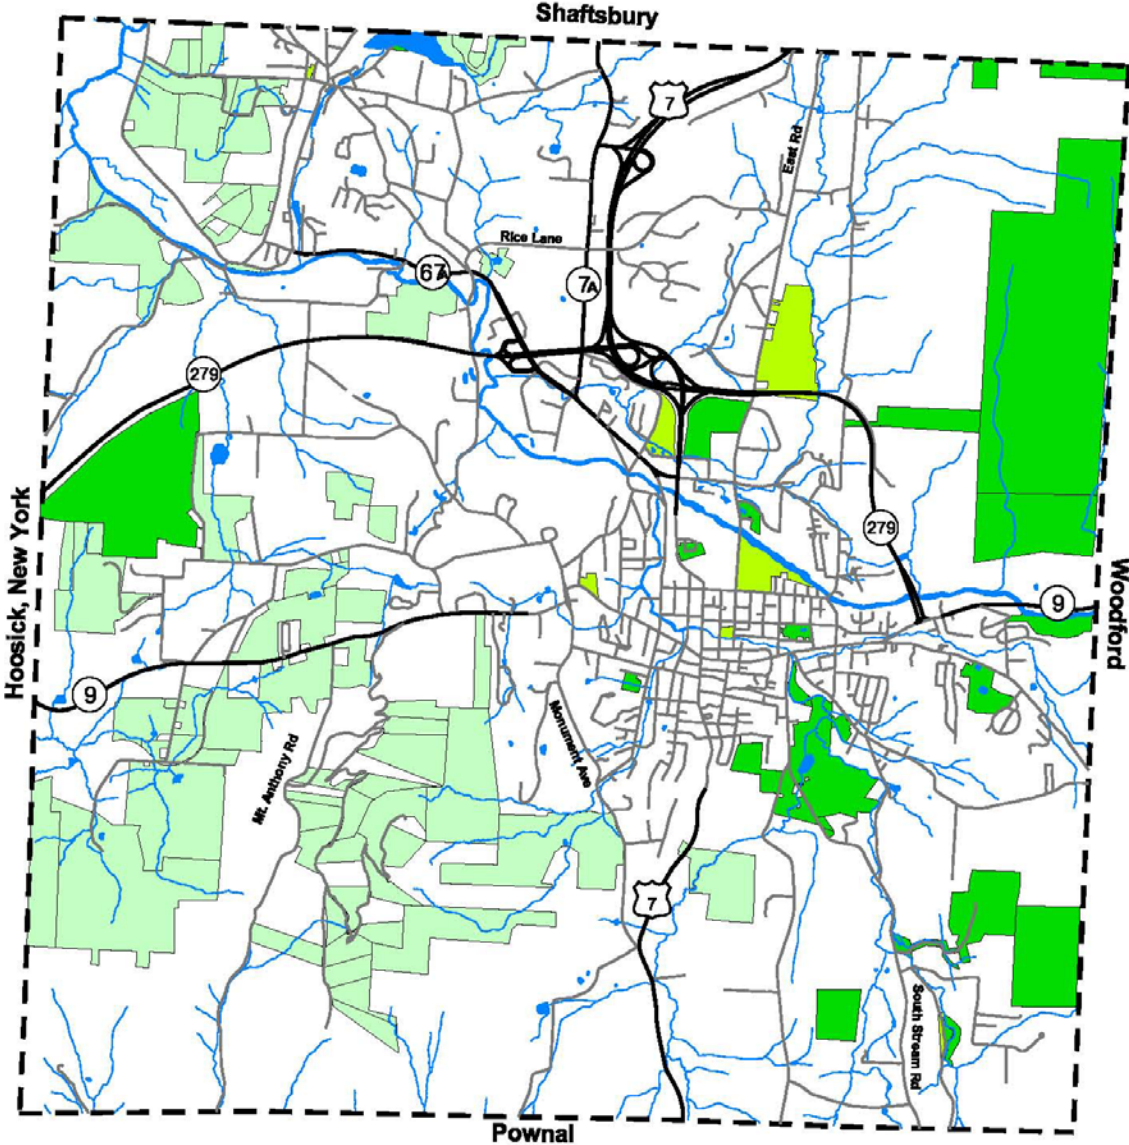 Shaftsbury
7
East Rd
Rice Lane
67A
7A
279
279
Hoosick, New York
Woodford
9
9
Monument Ave
Mt. Anthony Rd
7
South Stream Rd
Pownal